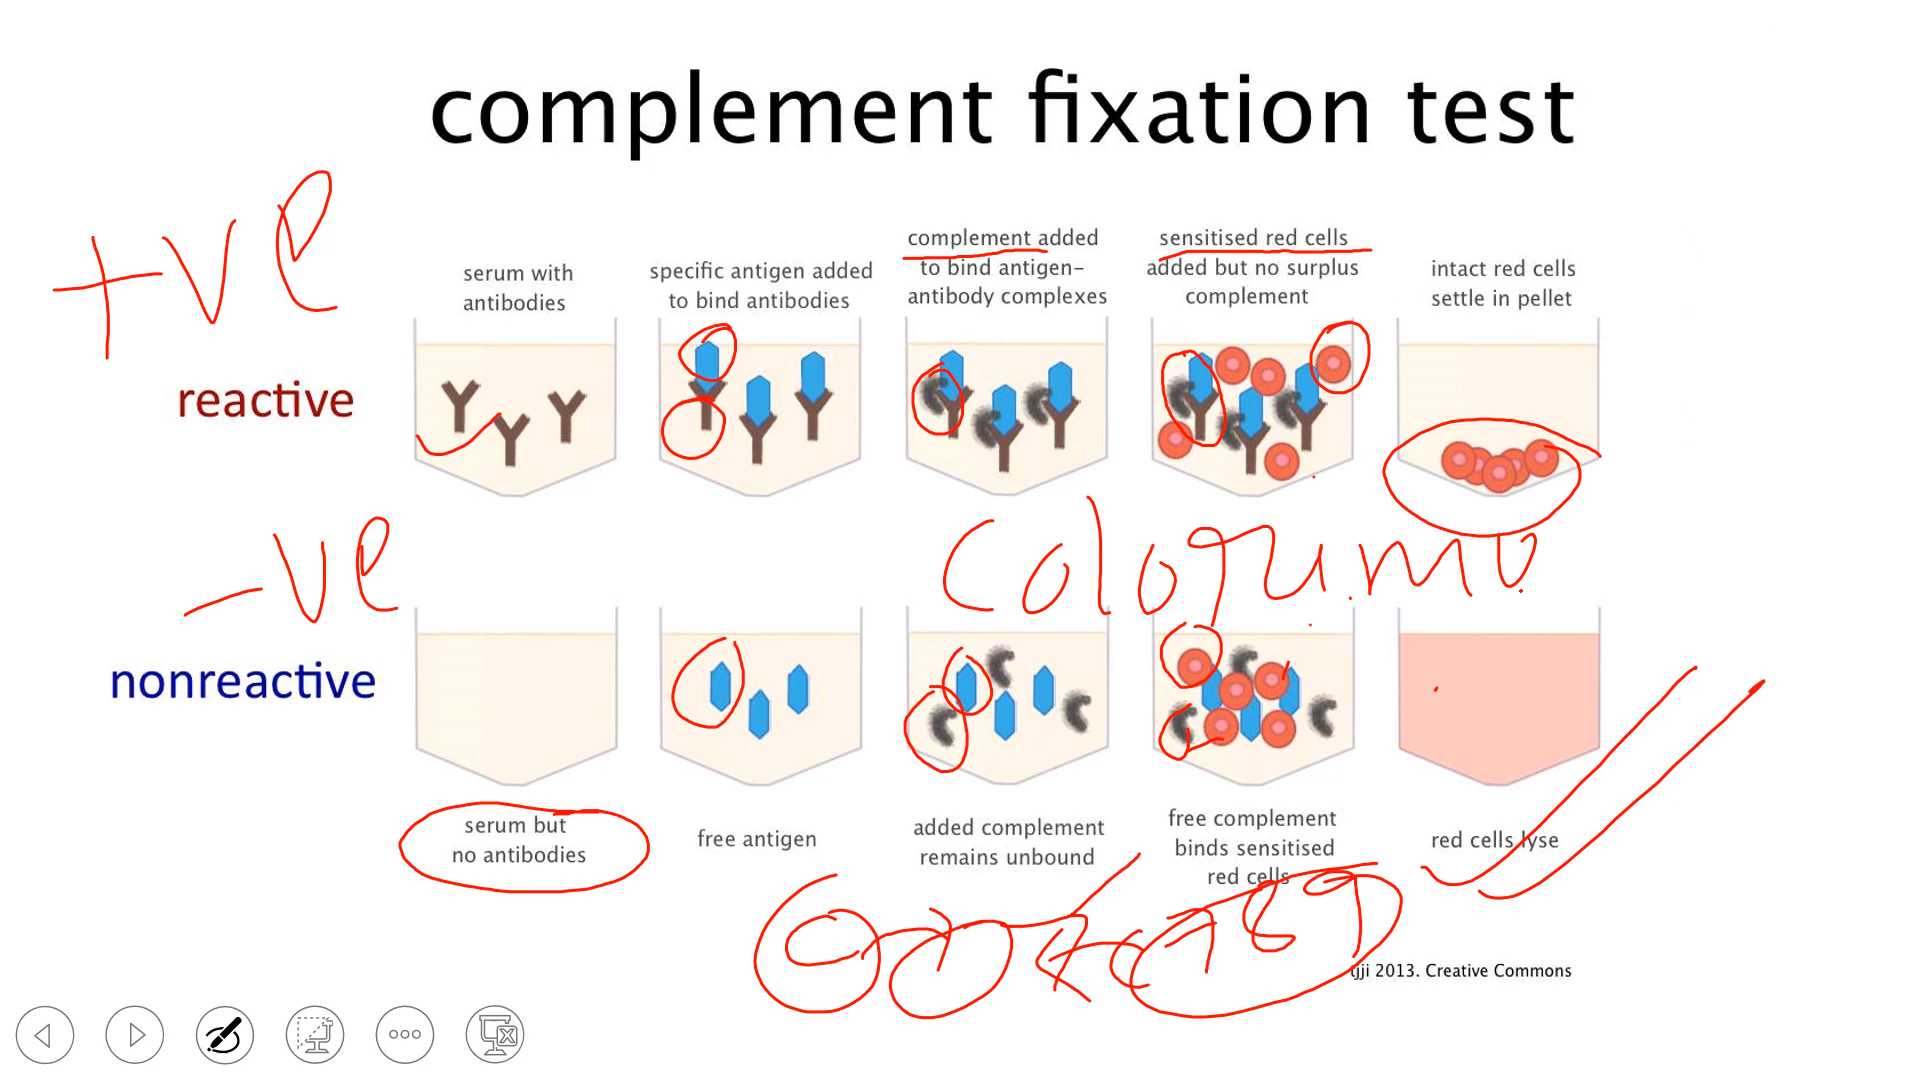 complement fixation test
+ve
serum with
antibodies
specific antigen added
to bind antibodies
complement added
to bind antigen-
antibody complexes
sensitised red cells
added but no surplus
complement
intact red cells
settle in pellet
reactive
-ve
nonreactive
serum but
no antibodies
free antigen
added complement
remains unbound
free complement
binds sensitised
red cells
red cells lyse
2013. Creative Commons